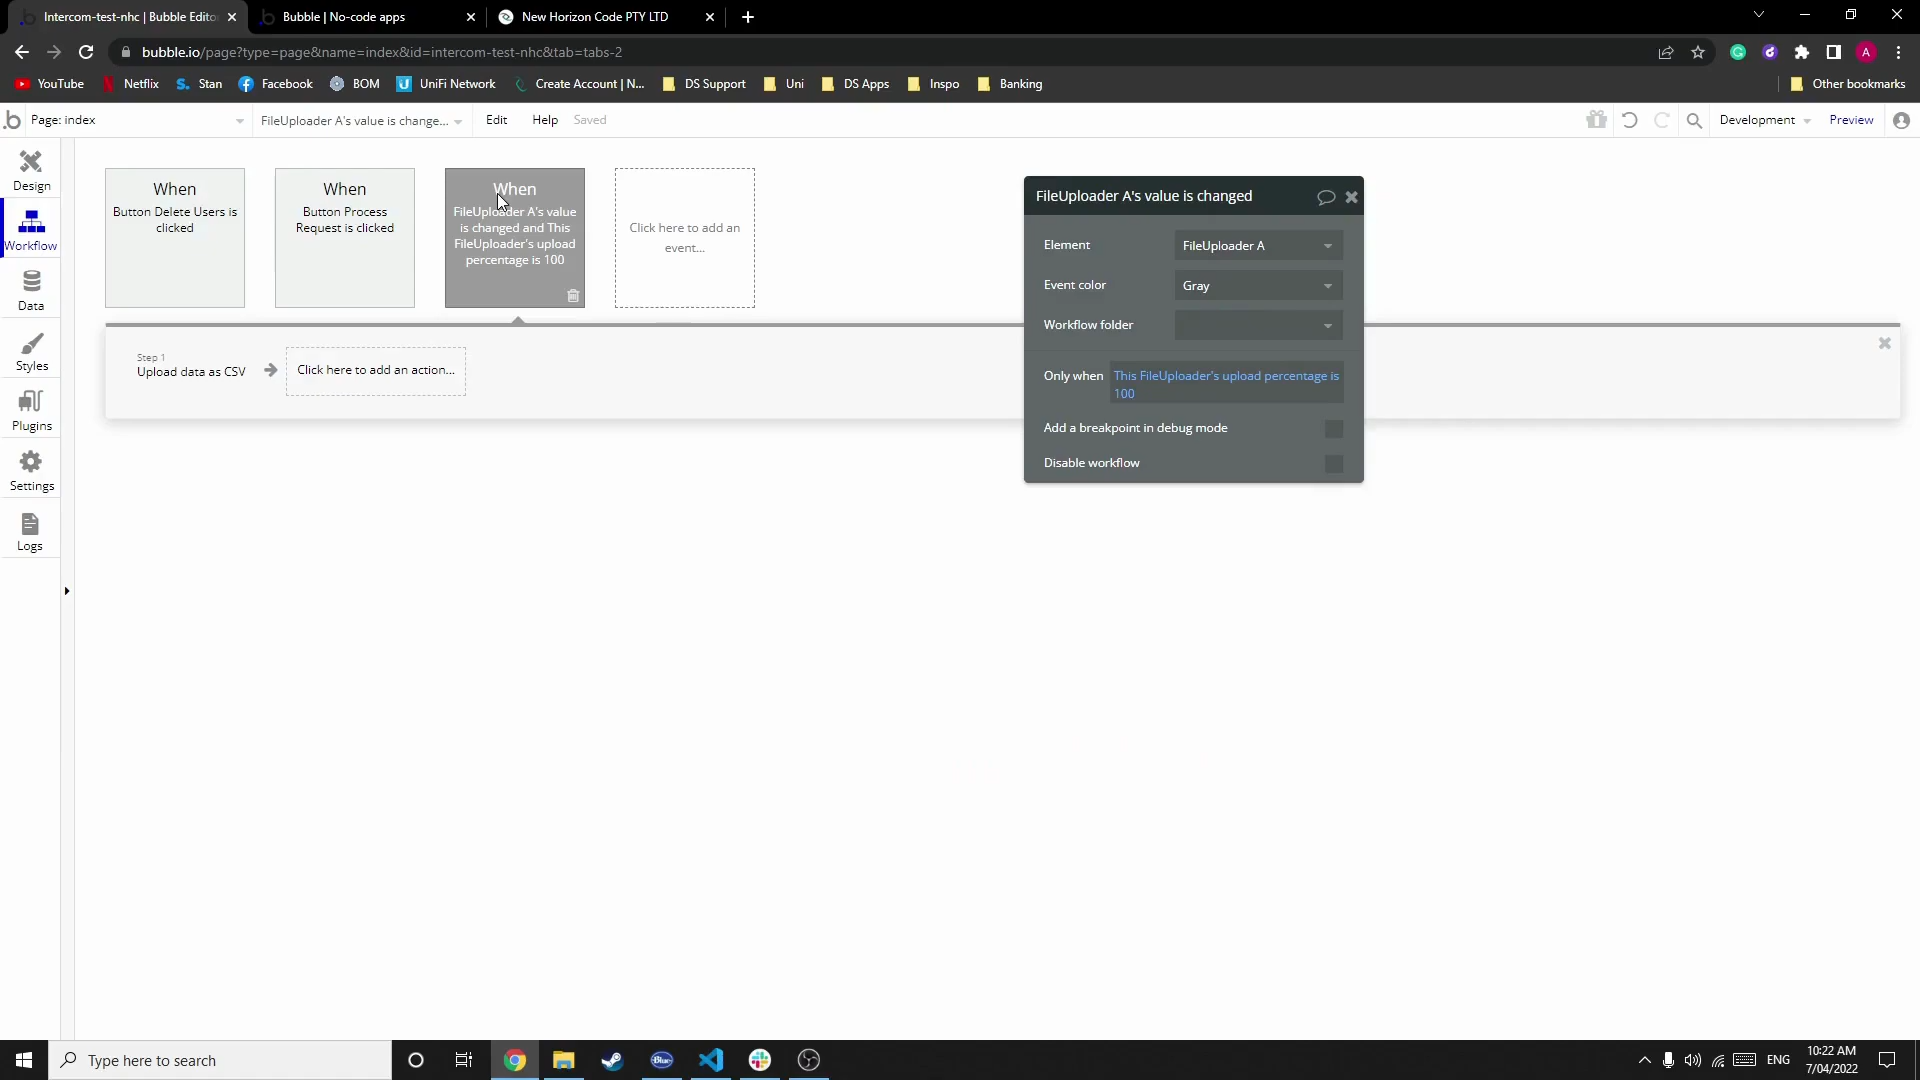 Intercom-test-nhc | Bubble Edito
Bubble | No-code apps
New Horizon Code PTY LTD
bubble.io/page?type=page&name=index&id=intercom-test-nhc&tab=tabs-2
A
YouTube
Netflix
S. Stan
Facebook
BOM
UniFi Network
Create Account | N...
DS Support
Uni
DS Apps
Inspo
Banking
Other bookmarks
Page: index
FileUploader A's value is change...
Edit
Help
Saved
Development
Preview
Design
Workflow
Data
Styles
Plugins
Settings
Logs
When
Button Delete Users is
clicked
When
Button Process
Request is clicked
When
FileUploader A's value
is changed and This
FileUploader's upload
percentage is 100
Click here to add an
event...
Step 1
Upload data as CSV
Click here to add an action...
FileUploader A's value is changed
Element
FileUploader A
Event color
Gray
Workflow folder
Only when
This FileUploader's upload percentage is
100
Add a breakpoint in debug mode
Disable workflow
Type here to search
Blue
ENG
10:22 AM
7/04/2022